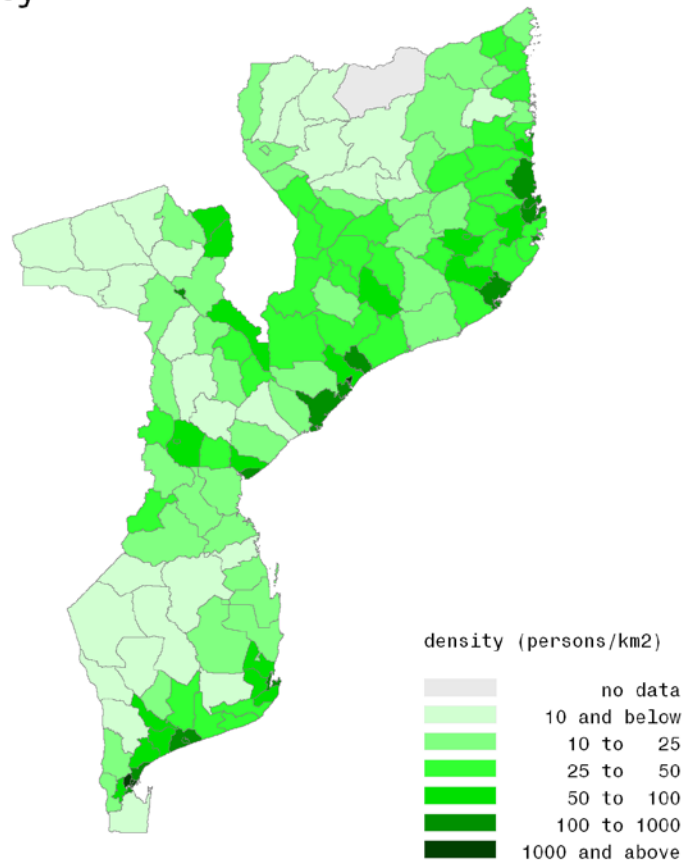 density (persons/km2)
no data
10 and below
10 to 25
25 to 50
50 to 100
100 to 1000
1000 and above